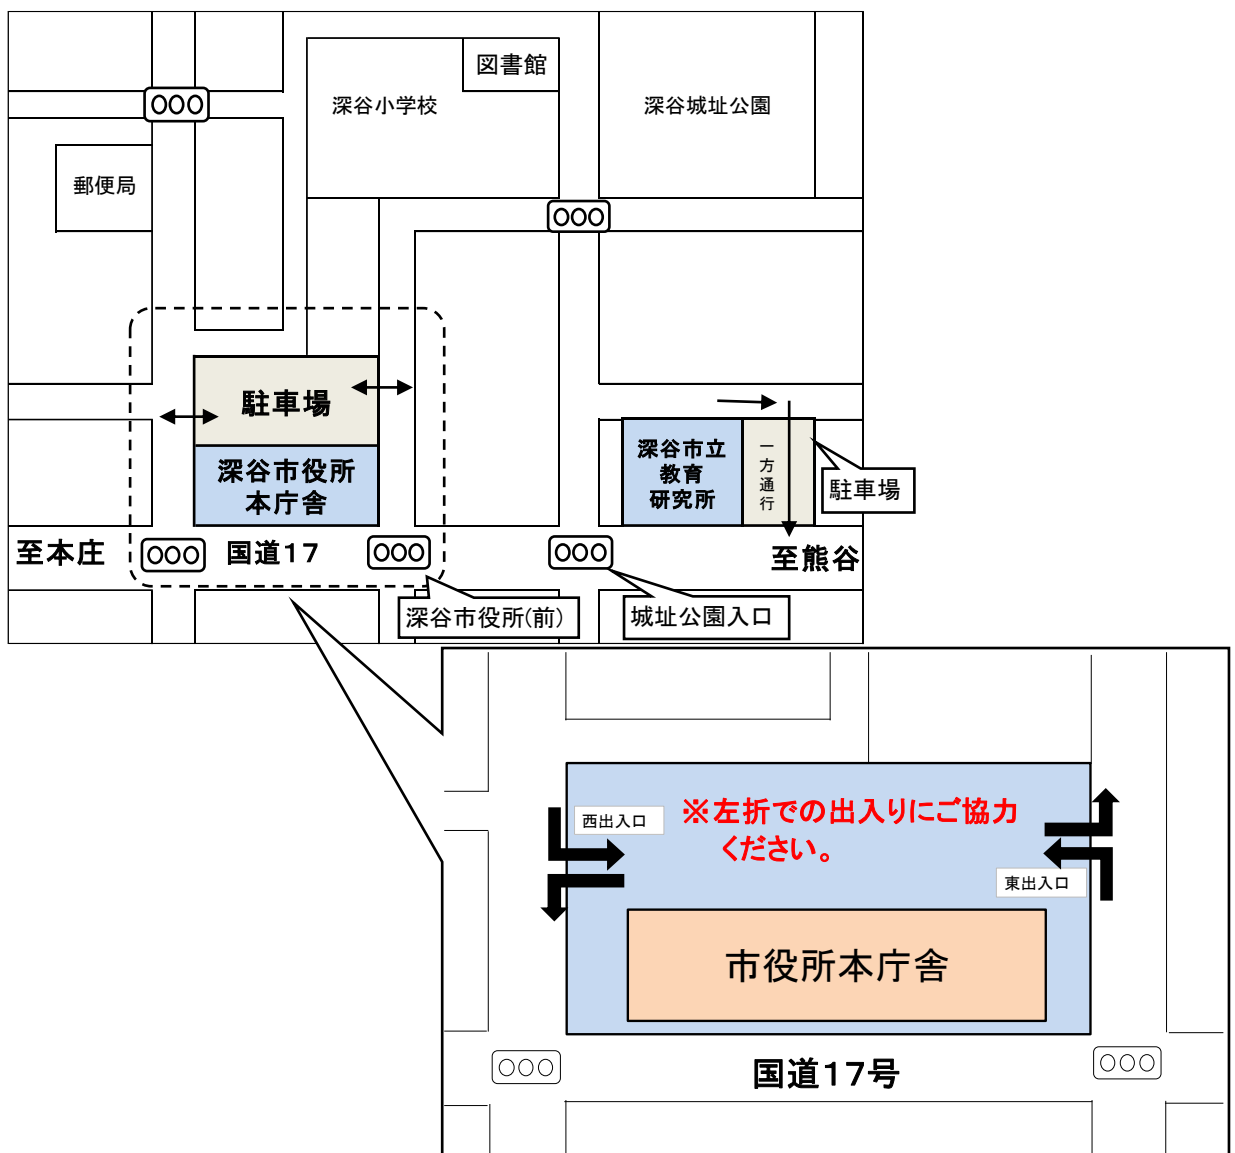 図書館
深谷小学校
深谷城址公園
郵便局
駐車場
深谷市役所
本庁舎
深谷市立
教育
研究所
一方通行
駐車場
至本庄
国道17
至熊谷
深谷市役所(前)
城址公園入口
※左折での出入りにご協力
ください。
西出入口
東出入口
市役所本庁舎
国道17号